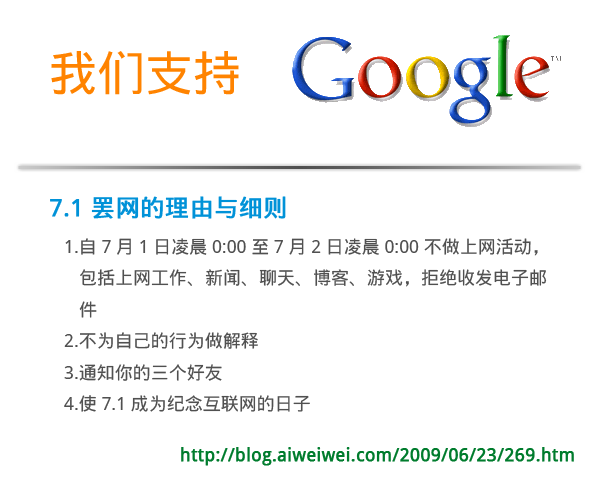 我们支持 Google™
7.1 罢网的理由与细则
1.自 7 月 1 日凌晨 0:00 至 7 月 2 日凌晨 0:00 不做上网活动，
包括上网工作、新闻、聊天、博客、游戏，拒绝收发电子邮
件
2.不为自己的行为做解释
3.通知你的三个好友
4.使 7.1 成为纪念互联网的日子
http://blog.aiweiwei.com/2009/06/23/269.htm